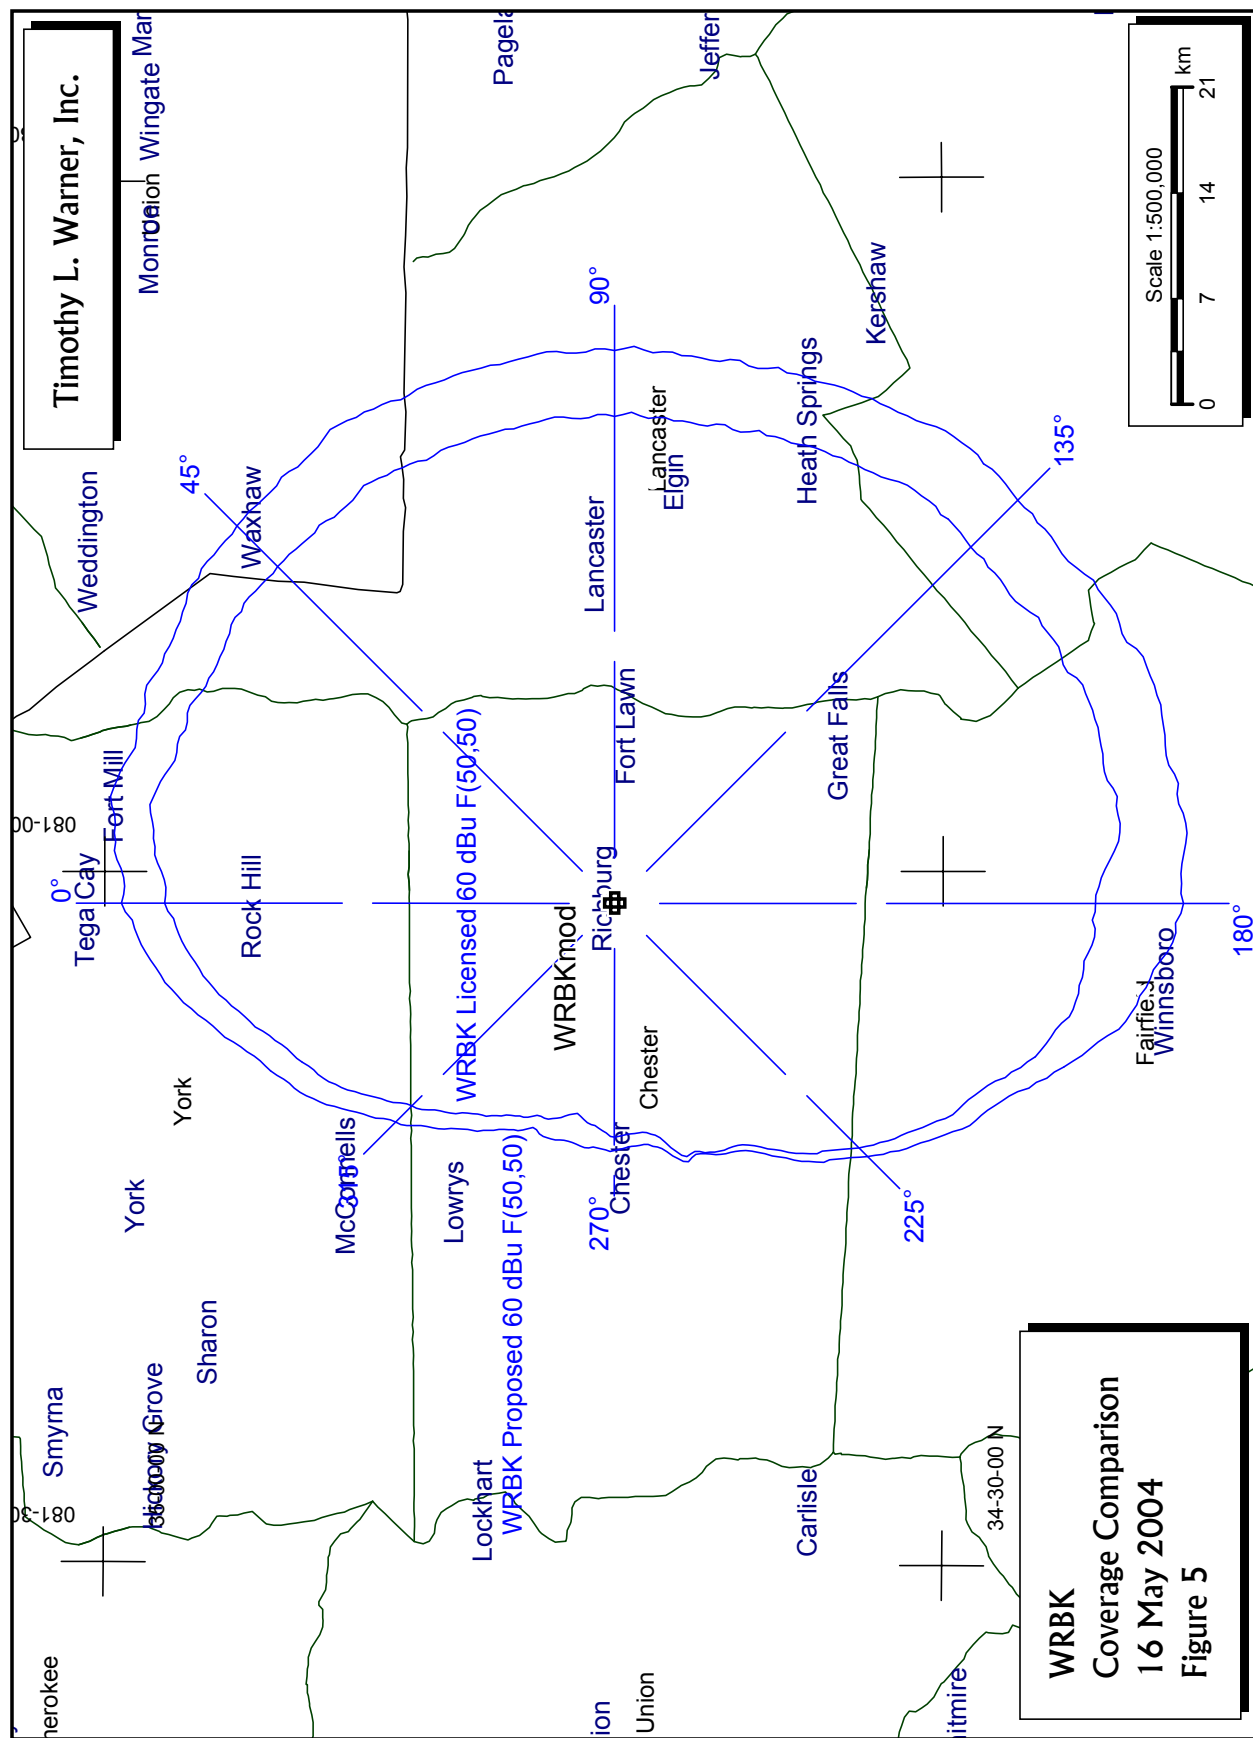 Timothy L. Warner, Inc.
Smyrna
Hickory Grove
Sharon
York
York
Tega Cay
Fort Mill
Rock Hill
Weddington
Waxhaw
Monroe
Union
Wingate
081-00
0°
45°
McConnells
315°
Lowrys
Lockhart
WRBK Licensed 60 dBu F(50,50)
WRBK Proposed 60 dBu F(50,50)
WRBKmod
Richburg
Lancaster
90°
270°
Chester
Chester
Fort Lawn
Lancaster
Elgin
Union
Carlisle
Great Falls
Heath Springs
Kershaw
225°
135°
34-30-00 N
Fairfield
Winnsboro
180°
WRBK
Coverage Comparison
16 May 2004
Figure 5
Scale 1:500,000
0 7 14 21
km